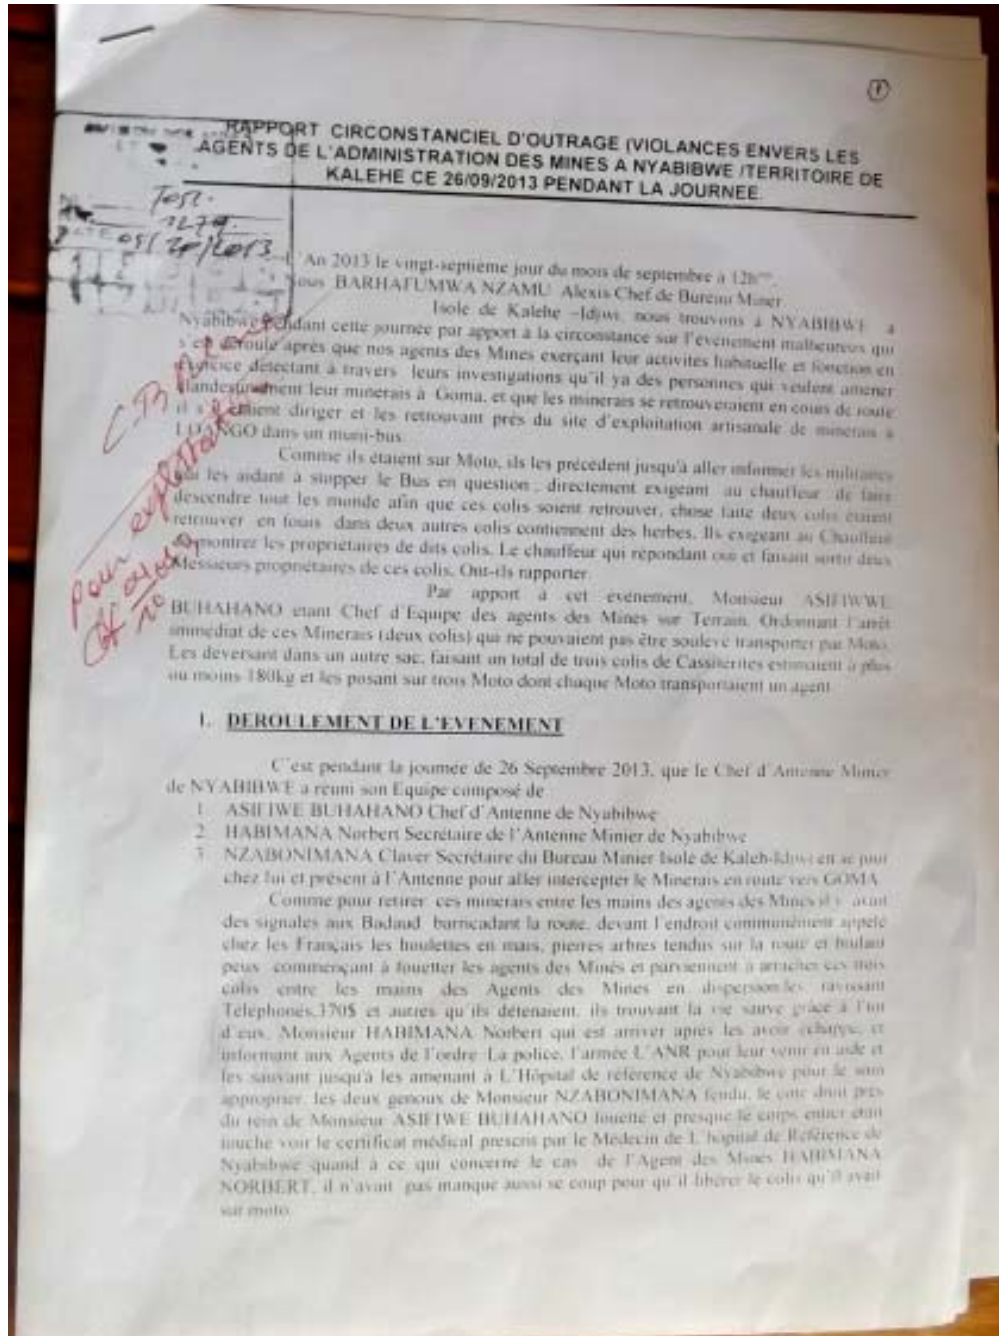 1
RAPPORT CIRCONSTANCIEL D'OUTRAGE (VIOLANCES ENVERS LES
AGENTS DE L'ADMINISTRATION DES MINES A NYABIBWE /TERRITOIRE DE
KALEHE CE 26/09/2013 PENDANT LA JOURNEE.
L'An 2013 le vingt-septième jour du mois de septembre à 12h
Nous BARHATUMWA NZAMU Alexis Chef de Bureau Minier
Isole de Kalehe –Idjwi, nous trouvons à NYABIBWE à
Nyabibwe pendant cette journée par apport à la circonstance sur l'évenement malheureux qui
s'est déroule après que nos agents des Mines exerçant leur activités habituelle et fonction en
exercice détectant à travers leurs investigations qu'il ya des personnes qui veulent amener
clandestinement leur minerais à Goma, et que les minerais se retrouveraient en cours de route
il s'étaient diriger et les retrouvant près du site d'exploitation artisanale de minerais à
dans un muni-bus.
Comme ils étaient sur Moto, ils les précèdent jusqu'à aller informer les militaires
qui les aidant à stopper le Bus en question , directement exigeant au chauffeur de faire
descendre tout les monde afin que ces colis soient retrouver, chose faite deux colis étaient
retrouver en fouis dans deux autres colis contiennent des herbes. Ils exigeant au Chauffeur
de montrer les propriétaires de dits colis. Le chauffeur qui répondant oui et faisant sortir deux
Messieurs propriétaires de ces colis, Ont-ils rapporter.
Par apport à cet évenement, Monsieur ASIFIWWE
BUHAHANO etant Chef d'Equipe des agents des Mines sur Terrain. Ordonnant l'arrêt
immédiat de ces Minerais (deux colis) qui ne pouvaient pas être soulevé transporter par Moto.
Les deversant dans un autre sac, faisant un total de trois colis de Cassiterites estimaient à plus
ou moins 180kg et les posant sur trois Moto dont chaque Moto transportaient un agent
1. DEROULEMENT DE L'EVENEMENT
C'est pendant la journée de 26 Septembre 2013, que le Chef d'Antenne Minier
de NYABIBWE a réuni son Equipe composé de
1. ASIFIWE BUHAHANO Chef d'Antenne de Nyabibwe
2. HABIMANA Norbert Secrétaire de l'Antenne Minier de Nyabibwe
3. NZABONIMANA Claver Secrétaire du Bureau Minier Isole de Kaleh-Idjwi en se jour
chez lui et présent à l'Antenne pour aller intercepter le Minerais en route vers GOMA
Comme pour retirer ces minerais entre les mains des agents des Mines il y avait
des signales aux Badaud barricadant la route, devant l'endroit communément appelé
chez les Français les houlettes en mais, pierres arbres tendus sur la route et
peux commençant à fouetter les agents des Mines et parviennent à arracher ces trois
colis entre les mains des Agents des Mines en dispersion les ravissant
Telephones,370$ et autres qu'ils détenaient, ils trouvant la vie sauve grâce à l'un
d'eux, Monsieur HABIMANA Norbert qui est arriver après les avoir échappé, et
informant aux Agents de l'ordre La police, l'armée L'ANR pour leur venir en aide et
les sauvant jusqu'à les amenant à L'Hôpital de référence de Nyabibwe pour le soin
approprier, les deux genoux de Monsieur NZABONIMANA fendu, le coté droit près
du rein de Monsieur ASIFIWE BUHAHANO fouetté et presque le corps entier était
touché voir le certificat médical prescris par le Médecin de L'hopital de Référence de
Nyabibwe quand à ce qui concerne le cas de l'Agent des Mines HABIMANA
NORBERT, il n'avait pas manque aussi se coup pour qu'il libérer le colis qu'il avait
sur moto.